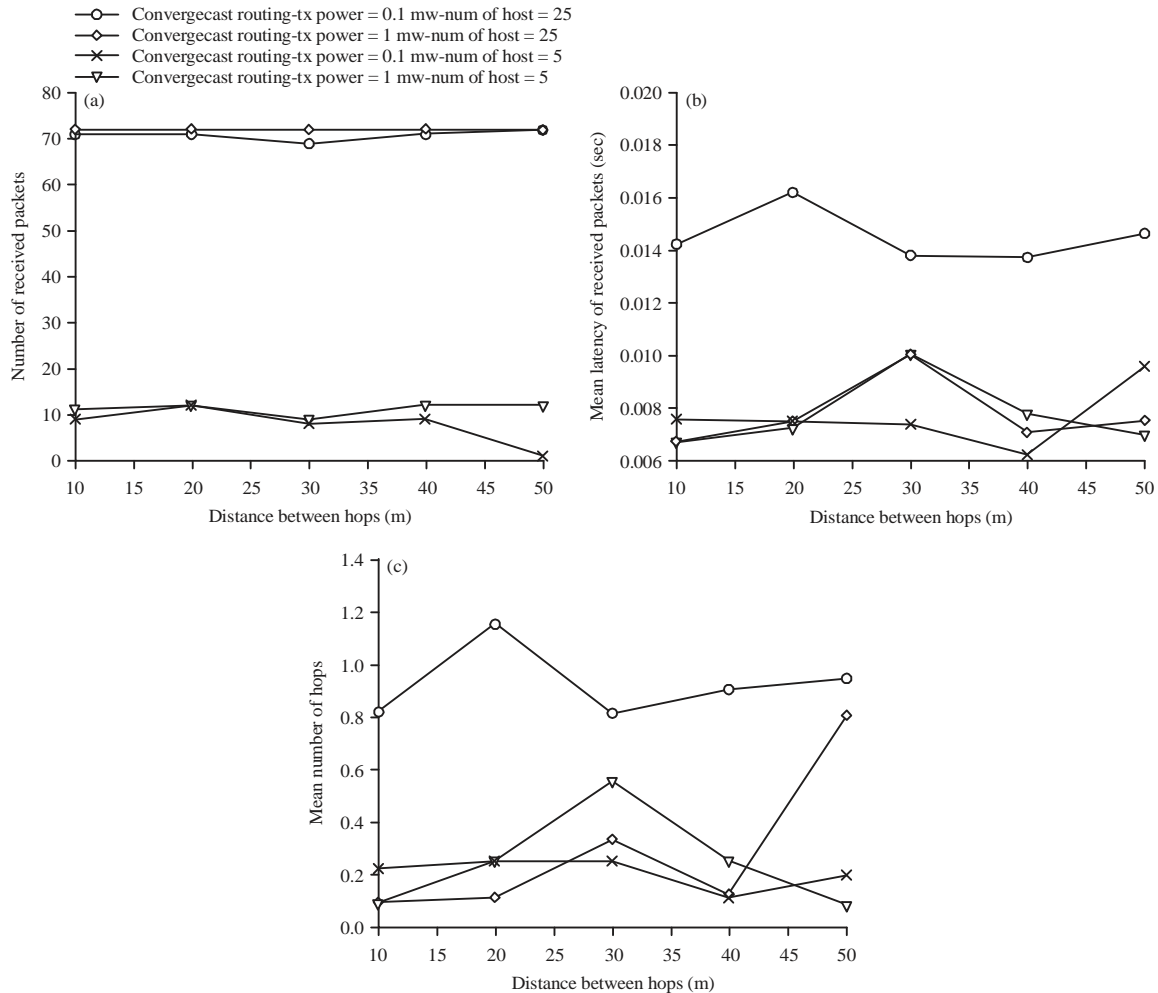 Convergecast routing-tx power = 0.1 mw-num of host = 25
Convergecast routing-tx power = 1 mw-num of host = 25
Convergecast routing-tx power = 0.1 mw-num of host = 5
Convergecast routing-tx power = 1 mw-num of host = 5
(a)
80
70
60
50
40
30
20
10
0
Number of received packets
10 15 20 25 30 35 40 45 50
Distance between hops (m)
(b)
0.020
0.018
0.016
0.014
0.012
0.010
0.008
0.006
Mean latency of received packets (sec)
10 15 20 25 30 35 40 45 50
Distance between hops (m)
(c)
1.4
1.2
1.0
0.8
0.6
0.4
0.2
0.0
Mean number of hops
10 15 20 25 30 35 40 45 50
Distance between hops (m)